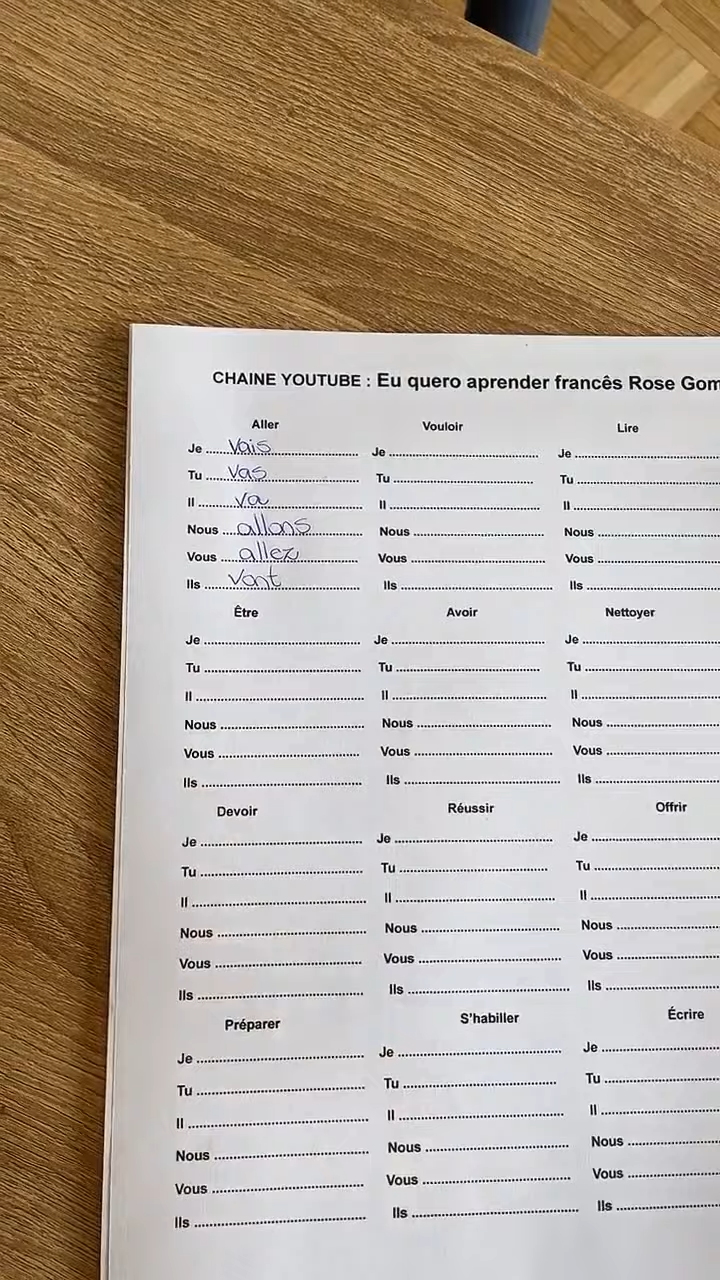 CHAINE YOUTUBE : Eu quero aprender francês Rose Gom
Aller
Je vais
Tu vas
Il va
Nous allons
Vous allez
Ils vont
Vouloir
Je
Tu
Il
Nous
Vous
Ils
Lire
Je
Tu
Il
Nous
Vous
Ils
Être
Je
Tu
Il
Nous
Vous
Ils
Avoir
Je
Tu
Il
Nous
Vous
Ils
Nettoyer
Je
Tu
Il
Nous
Vous
Ils
Devoir
Je
Tu
Il
Nous
Vous
Ils
Réussir
Je
Tu
Il
Nous
Vous
Ils
Offrir
Je
Tu
Il
Nous
Vous
Ils
Préparer
Je
Tu
Il
Nous
Vous
Ils
S'habiller
Je
Tu
Il
Nous
Vous
Ils
Écrire
Je
Tu
Il
Nous
Vous
Ils